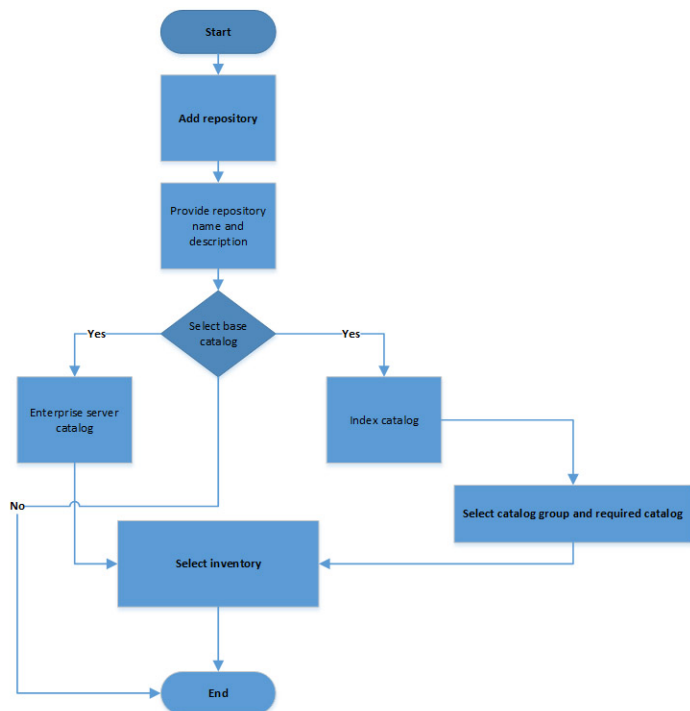 Start
Add repository
Provide repository
name and
description
Select base
catalog
Yes
Yes
Enterprise server
catalog
Index catalog
No
Select catalog group and required catalog
Select inventory
End